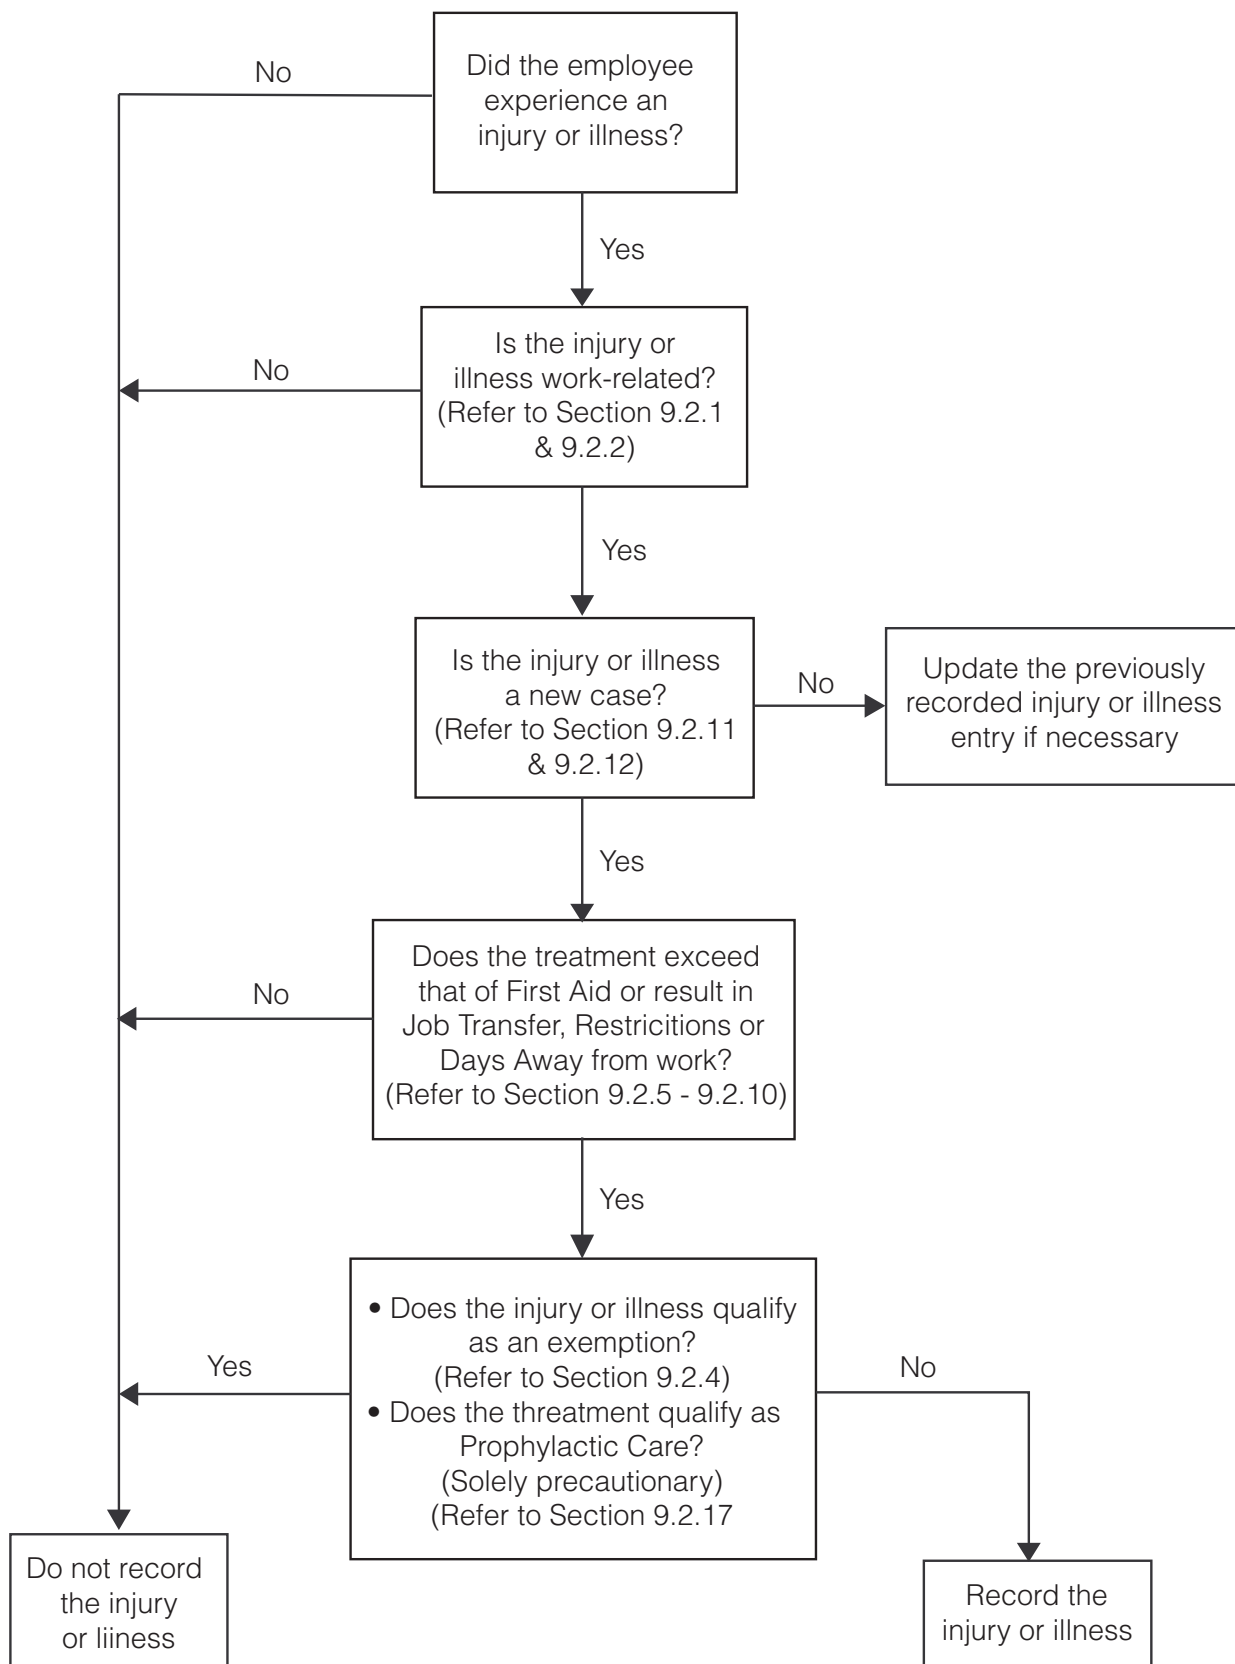 No
Did the employee
experience an
injury or illness?
Yes
Is the injury or
illness work-related?
(Refer to Section 9.2.1
& 9.2.2)
No
Yes
Is the injury or illness
a new case?
(Refer to Section 9.2.11
& 9.2.12)
No
Update the previously
recorded injury or illness
entry if necessary
Yes
Does the treatment exceed
that of First Aid or result in
Job Transfer, Restricitions or
Days Away from work?
(Refer to Section 9.2.5 - 9.2.10)
No
Yes
• Does the injury or illness qualify
as an exemption?
(Refer to Section 9.2.4)
• Does the threatment qualify as
Prophylactic Care?
(Solely precautionary)
(Refer to Section 9.2.17
Yes
No
Do not record
the injury
or liiness
Record the
injury or illness